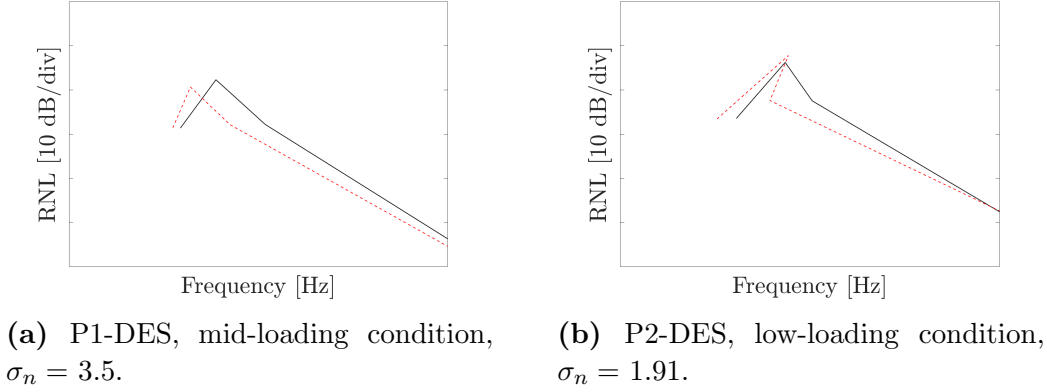 RNL [10 dB/div]
Frequency [Hz]
(a) P1-DES, mid-loading condition,
σn = 3.5.
RNL [10 dB/div]
Frequency [Hz]
(b) P2-DES, low-loading condition,
σn = 1.91.